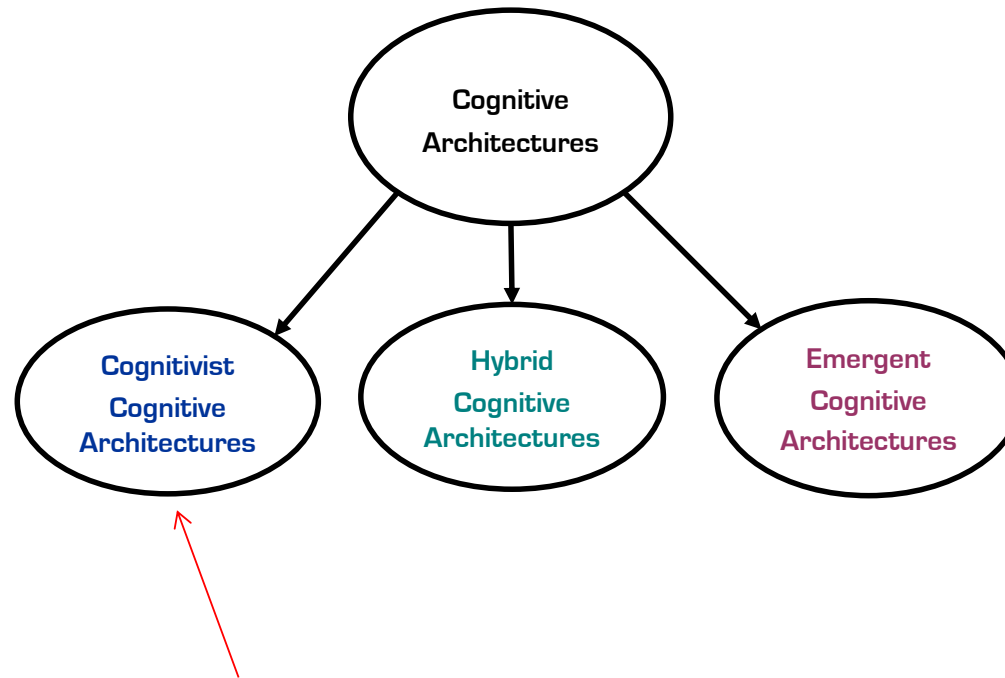 Cognitive
Architectures
Cognitivist
Cognitive
Architectures
Hybrid
Cognitive
Architectures
Emergent
Cognitive
Architectures